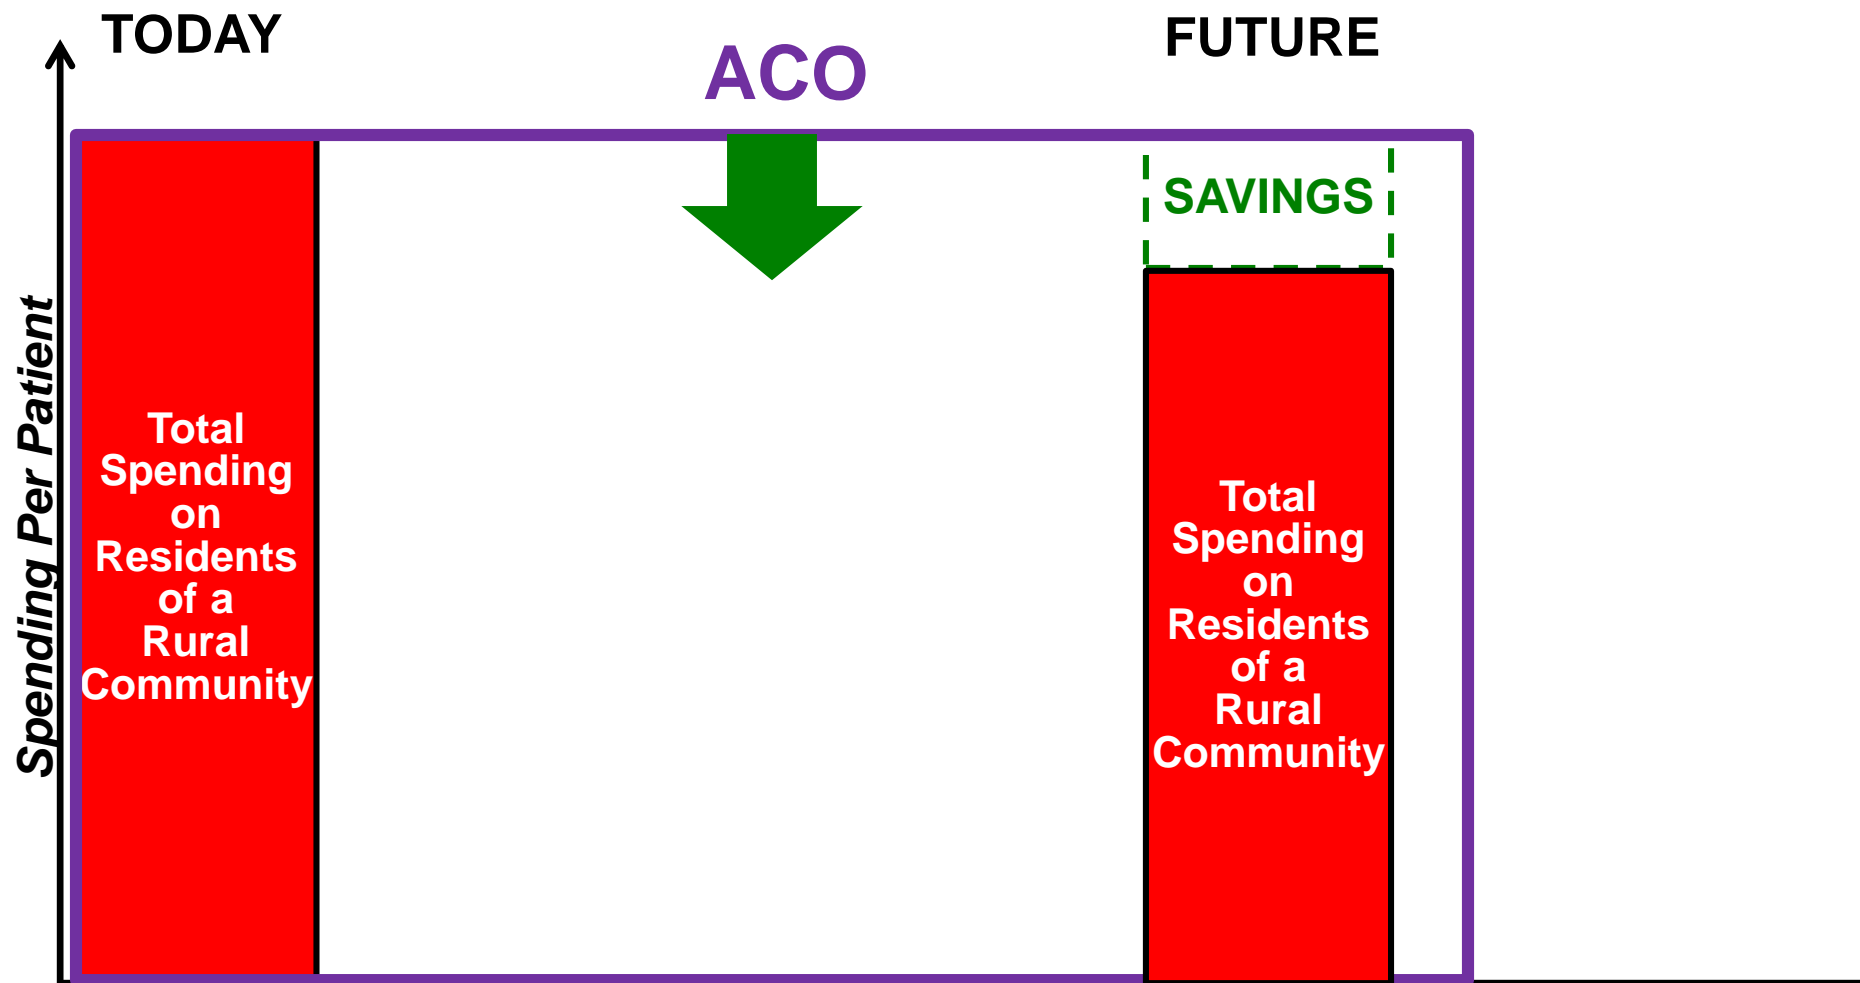 TODAY
FUTURE
ACO
SAVINGS
Spending Per Patient
Total
Spending
on
Residents
of a
Rural
Community
Total
Spending
on
Residents
of a
Rural
Community